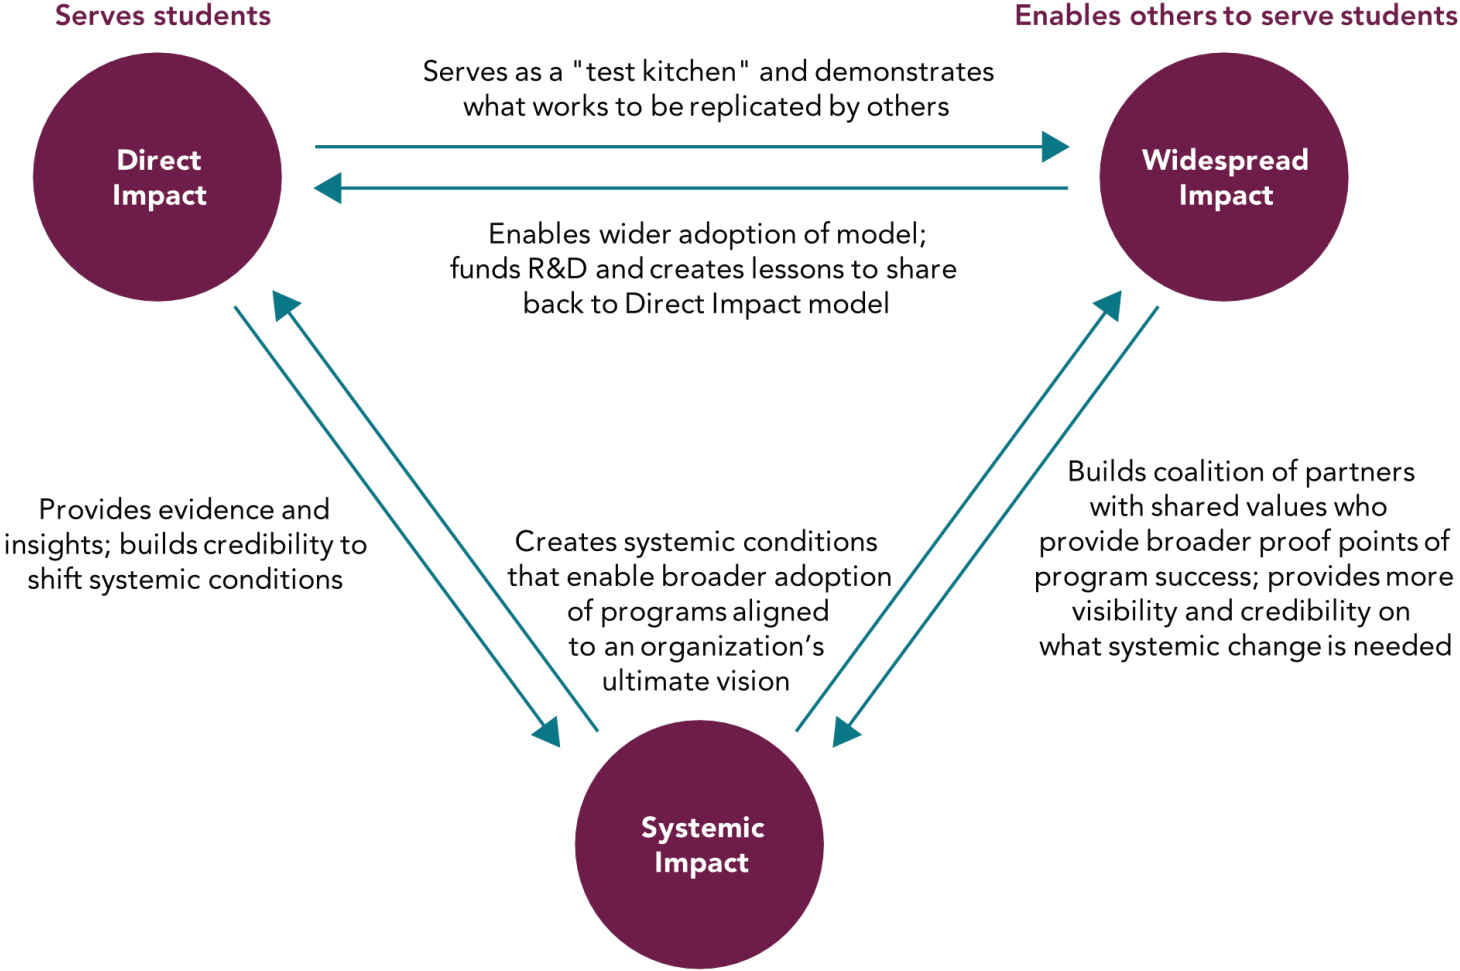 Serves students
Enables others to serve students
Direct
Impact
Serves as a "test kitchen" and demonstrates
what works to be replicated by others
Widespread
Impact
Enables wider adoption of model;
funds R&D and creates lessons to share
back to Direct Impact model
Provides evidence and
insights; builds credibility to
shift systemic conditions
Creates systemic conditions
that enable broader adoption
of programs aligned
to an organization’s
ultimate vision
Builds coalition of partners
with shared values who
provide broader proof points of
program success; provides more
visibility and credibility on
what systemic change is needed
Systemic
Impact